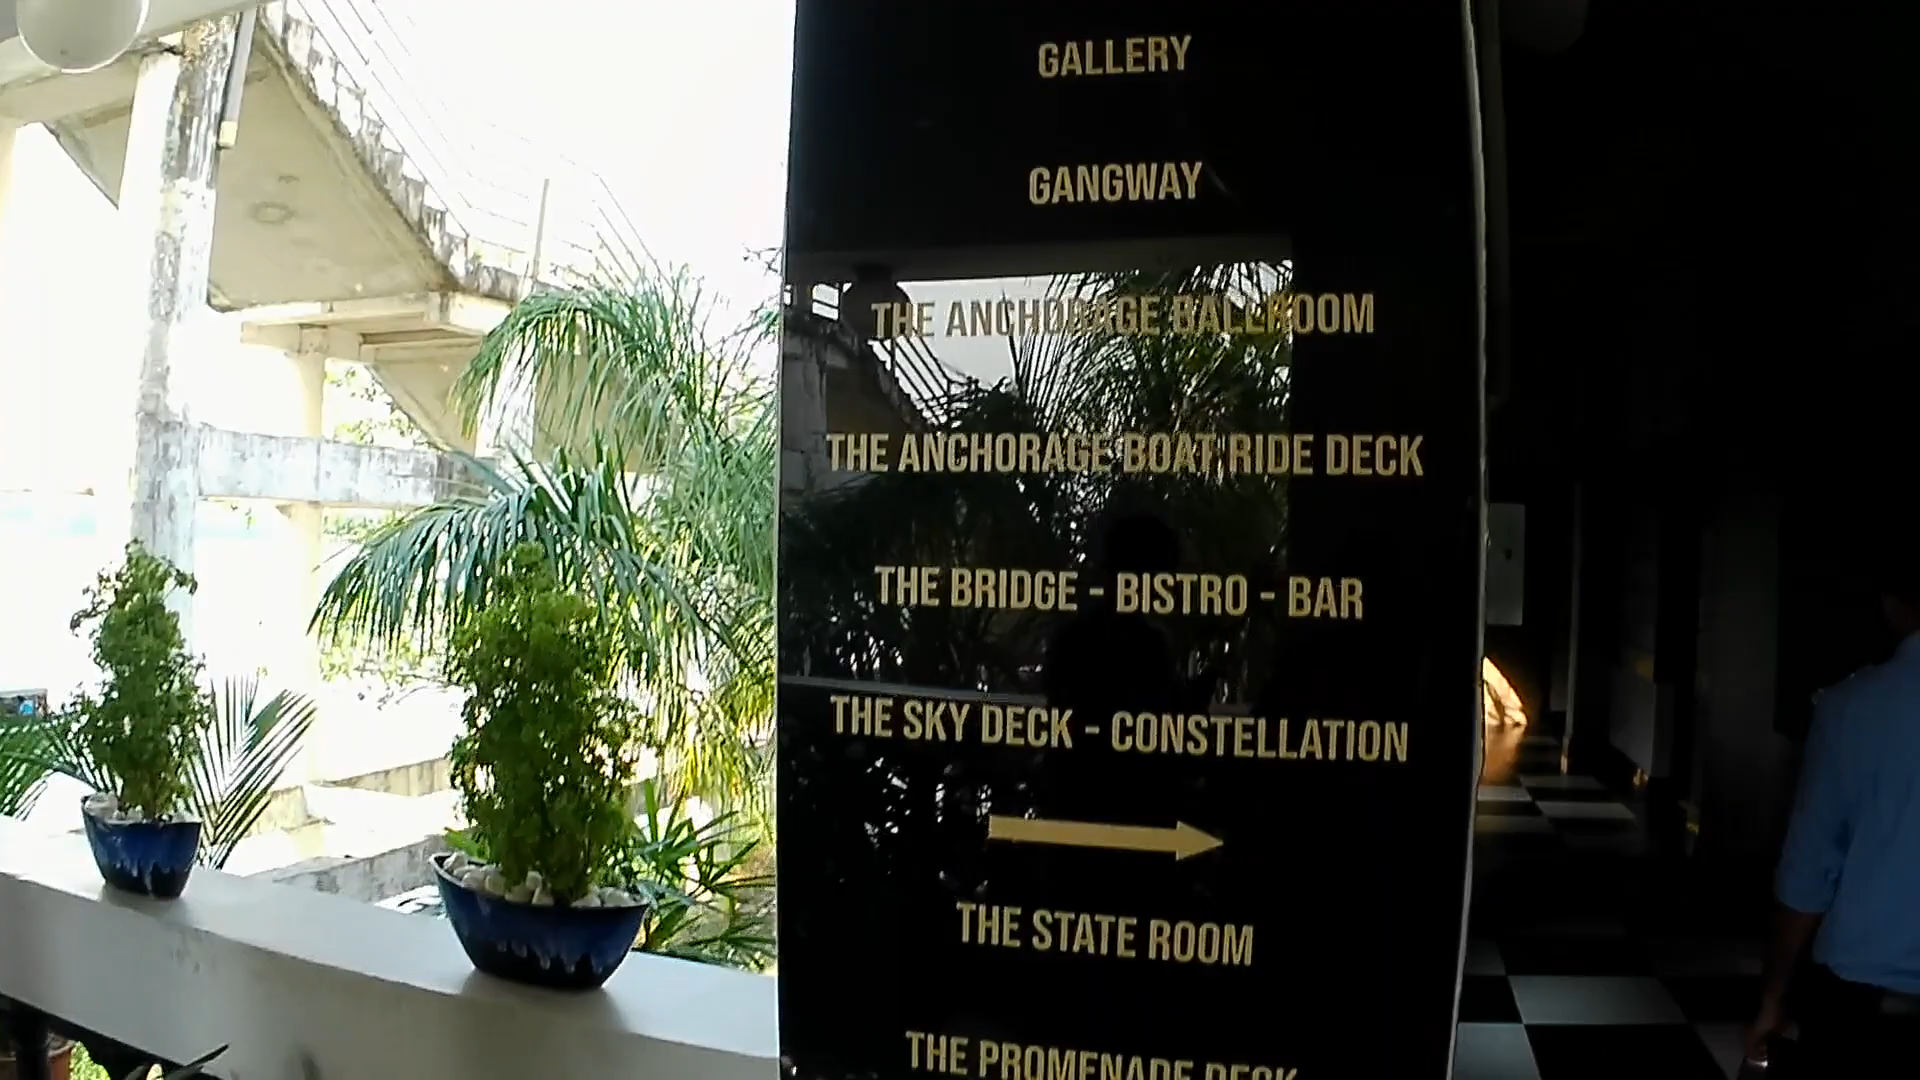 GALLERY
GANGWAY
THE ANCHORAGE BALLROOM
THE ANCHORAGE BOAT RIDE DECK
THE BRIDGE - BISTRO - BAR
THE SKY DECK - CONSTELLATION
THE STATE ROOM
THE PROMENADE DECK